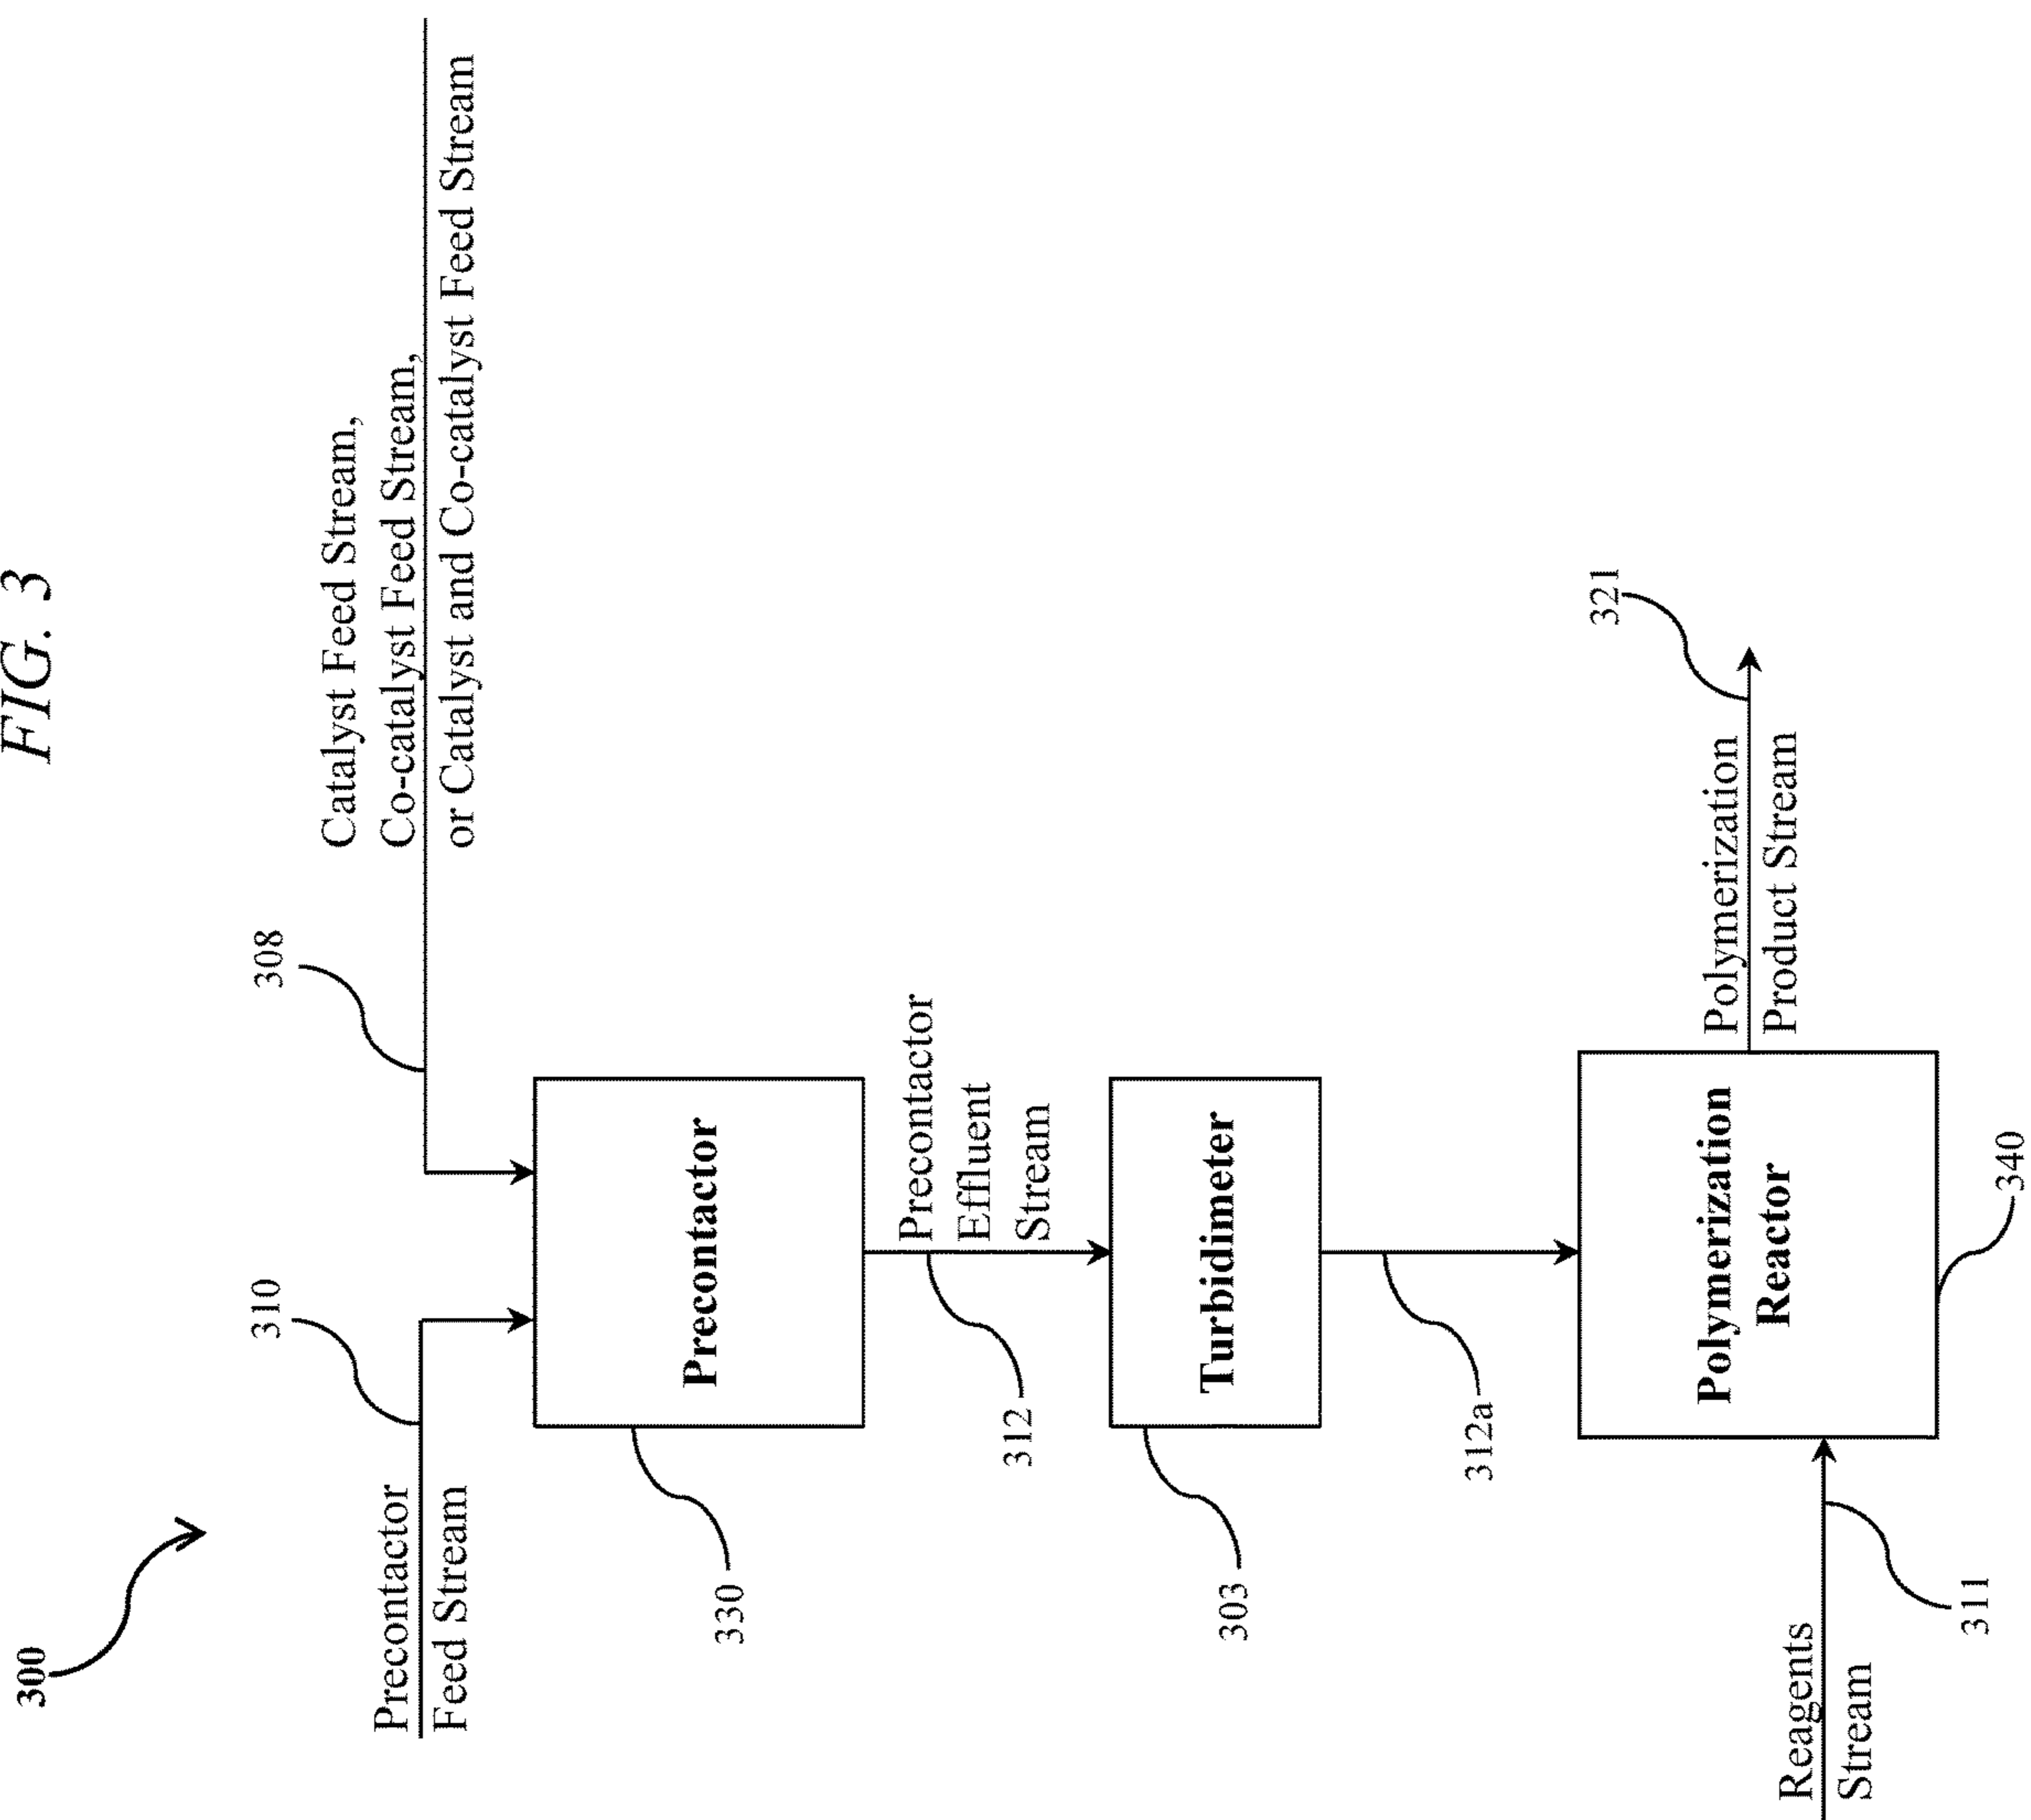 FIG. 3
300
310
308
Precontactor
Feed Stream
Catalyst Feed Stream,
Co-catalyst Feed Stream,
or Catalyst and Co-catalyst Feed Stream
330
Precontactor
312
Precontactor
Effluent
Stream
303
Turbidimeter
312a
Reagents
Stream
311
Polymerization
Reactor
340
Polymerization
Product Stream
321